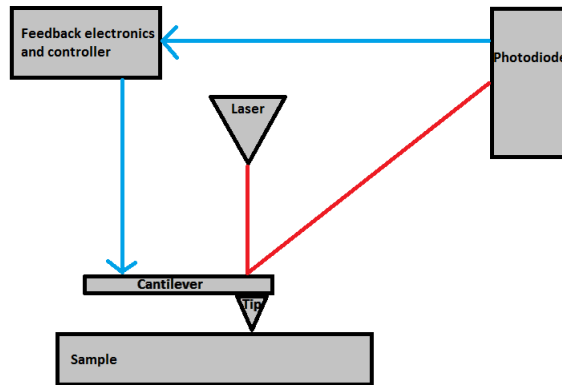 Feedback electronics
and controller
Photodiode
Laser
Cantilever
Tip
Sample